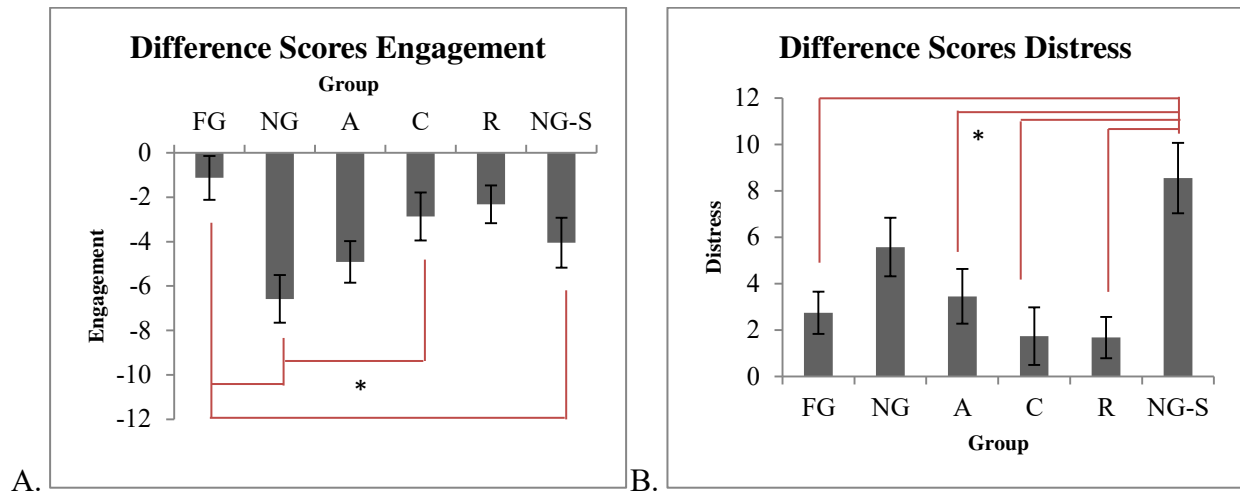 Difference Scores Engagement
Group
FG NG A C R NG-S
0
-2
-4
-6
-8
-10
-12
Engagement
*
A.
Difference Scores Distress
12
10
8
6
4
2
0
Distress
*
FG NG A C R NG-S
Group
B.